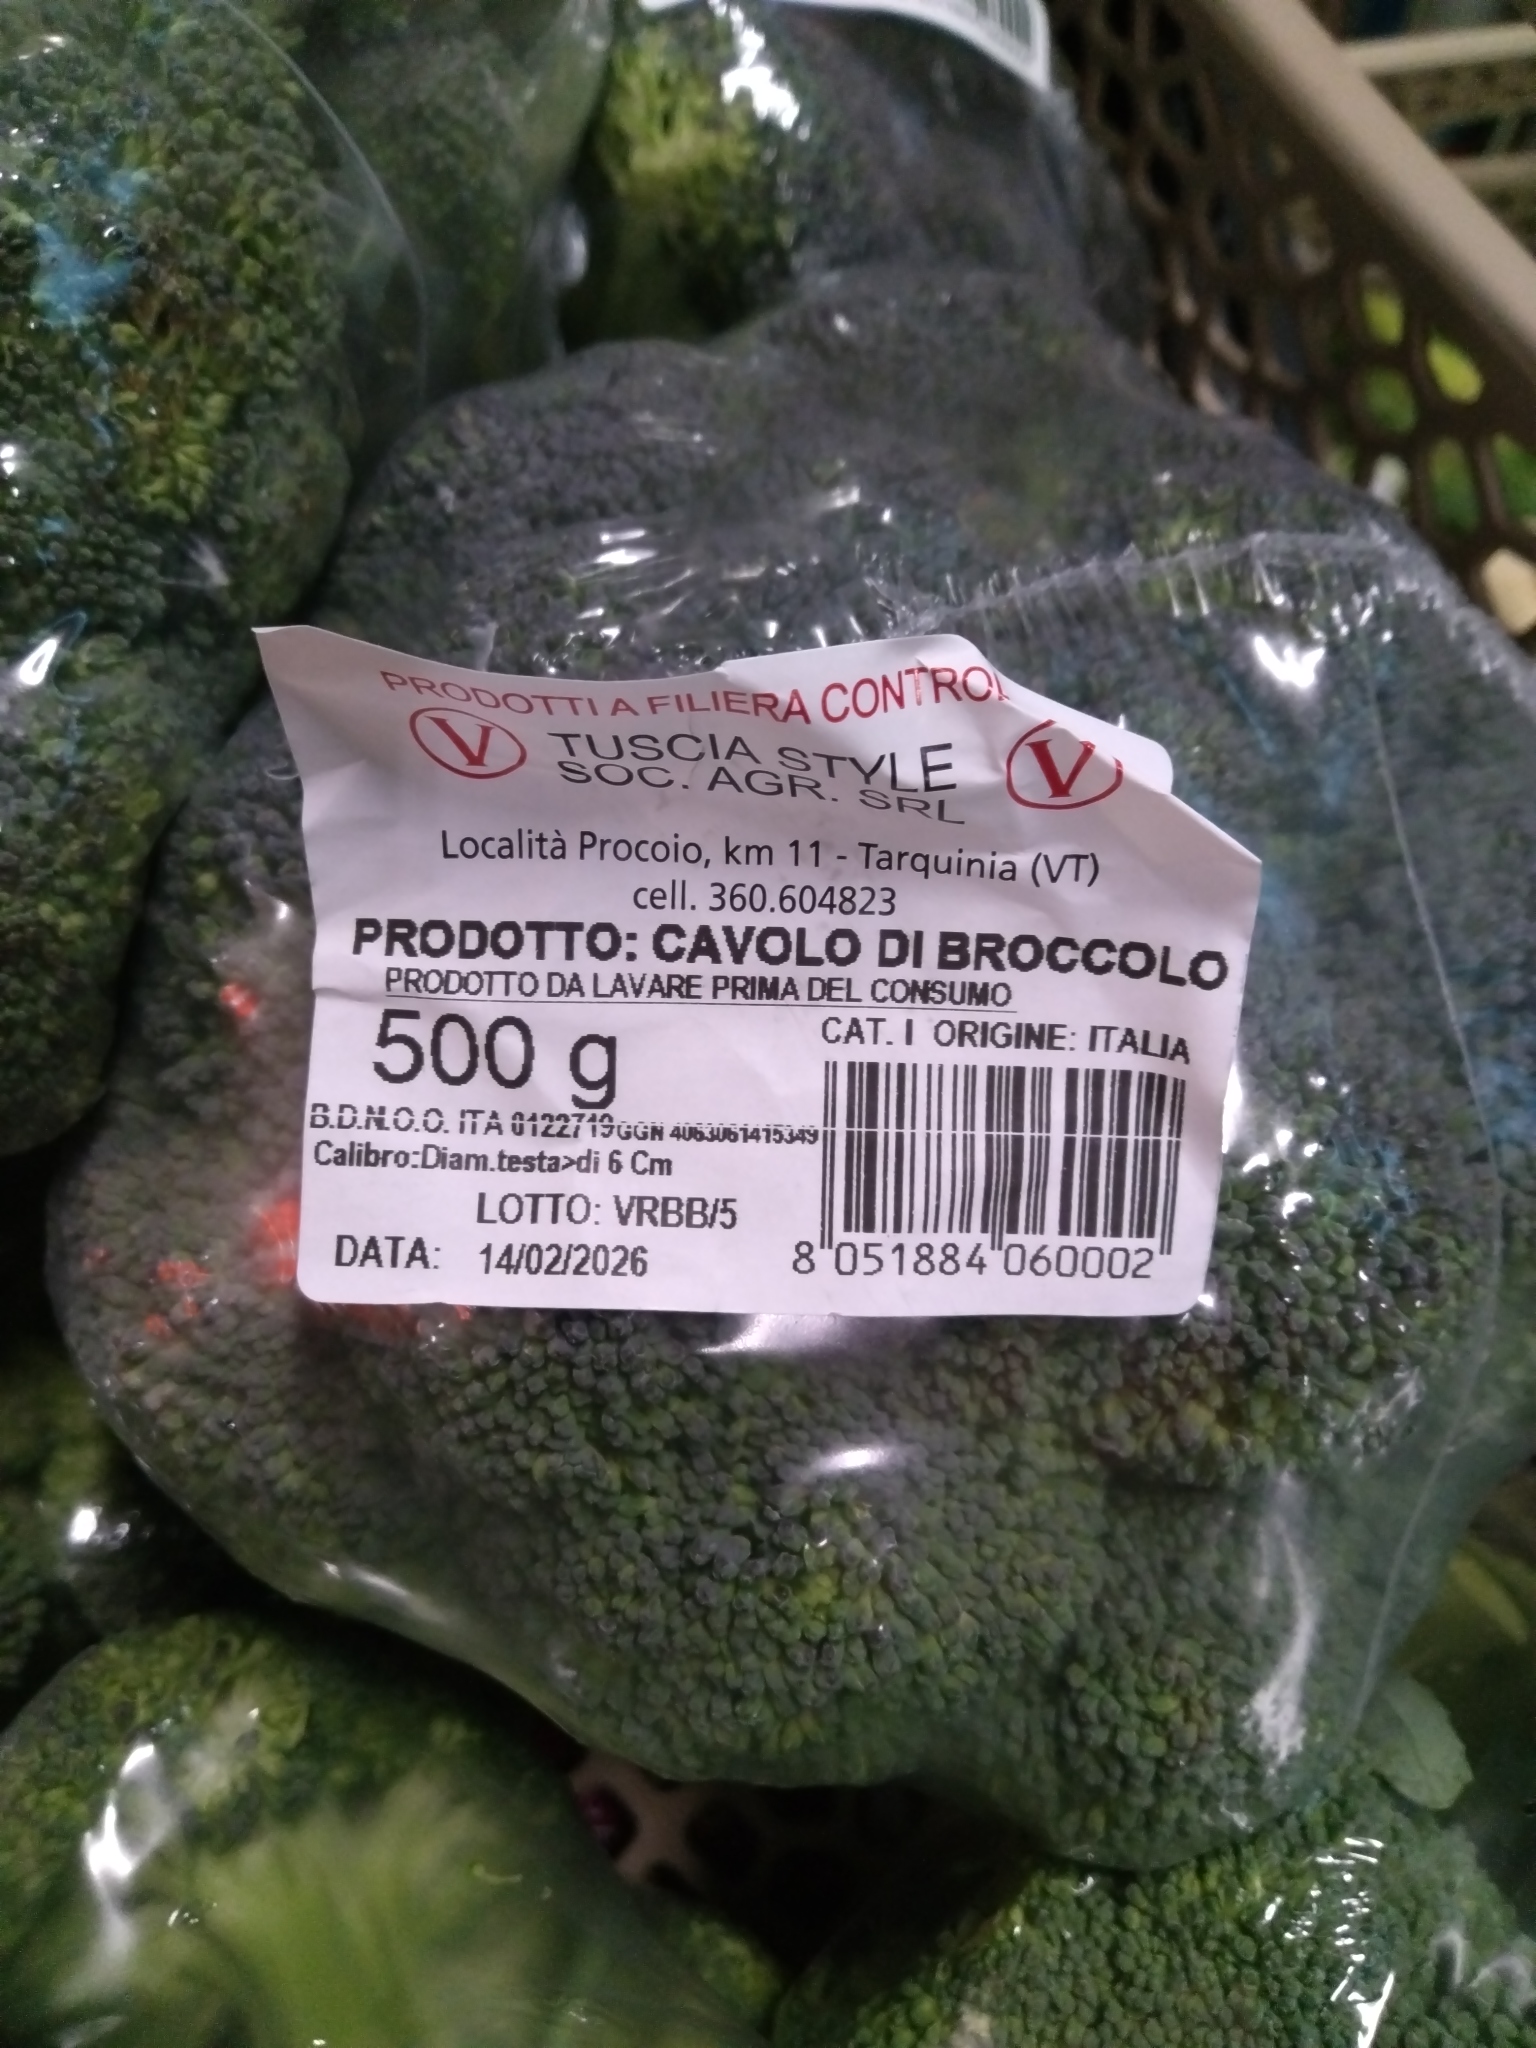 PRODOTTI A FILIERA CONTROL
V TUSCIA STYLE V
SOC. AGR. SRL
Località Procoio, km 11 - Tarquinia (VT)
cell. 360.604823
PRODOTTO: CAVOLO DI BROCCOLO
PRODOTTO DA LAVARE PRIMA DEL CONSUMO
500 g
CAT. I ORIGINE: ITALIA
B.D.N.O.O. ITA 0122719 GGN 4063061415349
Calibro:Diam.testa>di 6 Cm
LOTTO: VRBB/5
DATA: 14/02/2026
8 051884 060002